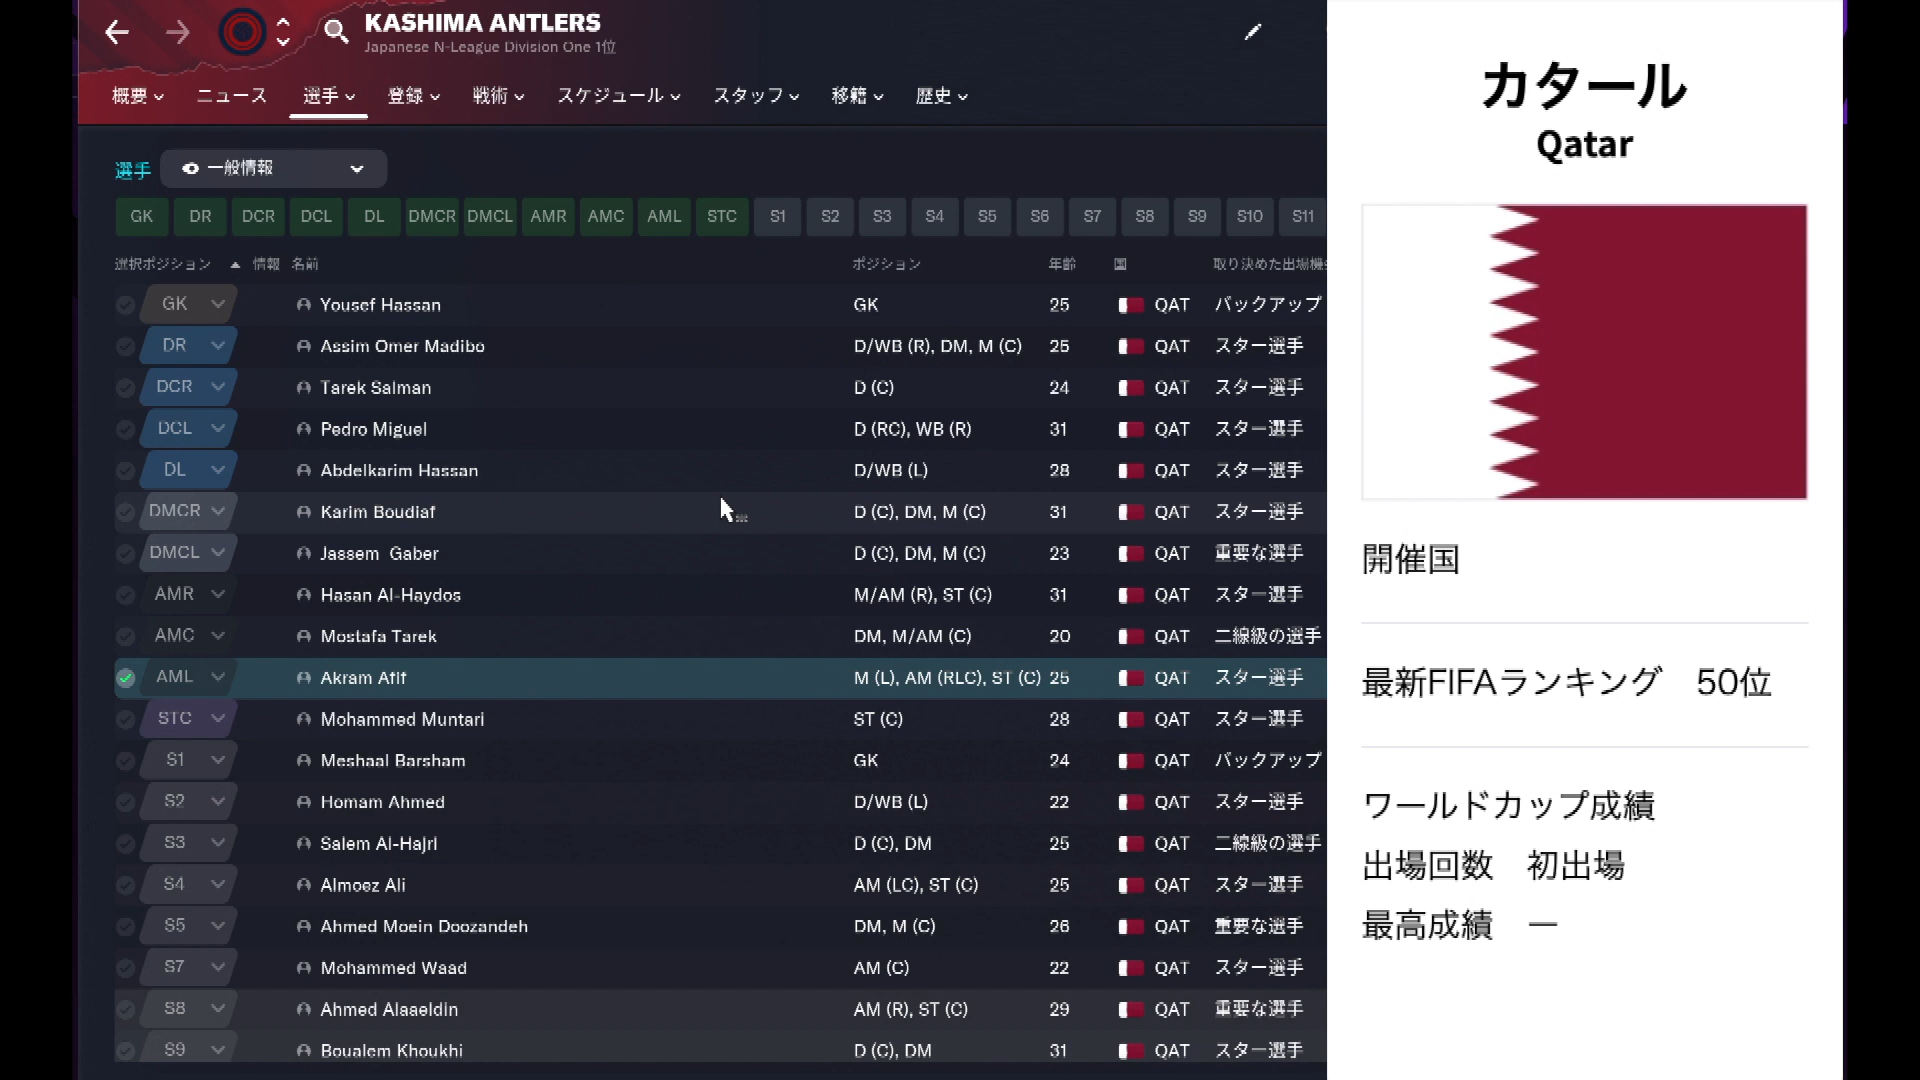 KASHIMA ANTLERS
Japanese N-League Division One 1位
概要 ニュース 選手 登録 戦術 スケジュール スタッフ 移籍 歴史
選手 一般情報
GK DR DCR DCL DL DMCR DMCL AMR AMC AML STC S1 S2 S3 S4 S5 S6 S7 S8 S9 S10 S11
選択ポジション 情報 名前 ポジション 年齢 国 取り決めた出場機
GK Yousef Hassan GK 25 QAT バックアップ
DR Assim Omer Madibo D/WB (R), DM, M (C) 25 QAT スター選手
DCR Tarek Salman D (C) 24 QAT スター選手
DCL Pedro Miguel D (RC), WB (R) 31 QAT スター選手
DL Abdelkarim Hassan D/WB (L) 28 QAT スター選手
DMCR Karim Boudiaf D (C), DM, M (C) 31 QAT スター選手
DMCL Jassem Gaber D (C), DM, M (C) 23 QAT 重要な選手
AMR Hasan Al-Haydos M/AM (R), ST (C) 31 QAT スター選手
AMC Mostafa Tarek DM, M/AM (C) 20 QAT 二線級の選手
AML Akram Afif M (L), AM (RLC), ST (C) 25 QAT スター選手
STC Mohammed Muntari ST (C) 28 QAT スター選手
S1 Meshaal Barsham GK 24 QAT バックアップ
S2 Homam Ahmed D/WB (L) 22 QAT スター選手
S3 Salem Al-Hajri D (C), DM 25 QAT 二線級の選手
S4 Almoez Ali AM (LC), ST (C) 25 QAT スター選手
S5 Ahmed Moein Doozandeh DM, M (C) 26 QAT 重要な選手
S7 Mohammed Waad AM (C) 22 QAT スター選手
S8 Ahmed Alaaeldin AM (R), ST (C) 29 QAT 重要な選手
S9 Boualem Khoukhi D (C), DM 31 QAT スター選手
カタール
Qatar
開催国
最新FIFAランキング 50位
ワールドカップ成績
出場回数 初出場
最高成績 ー